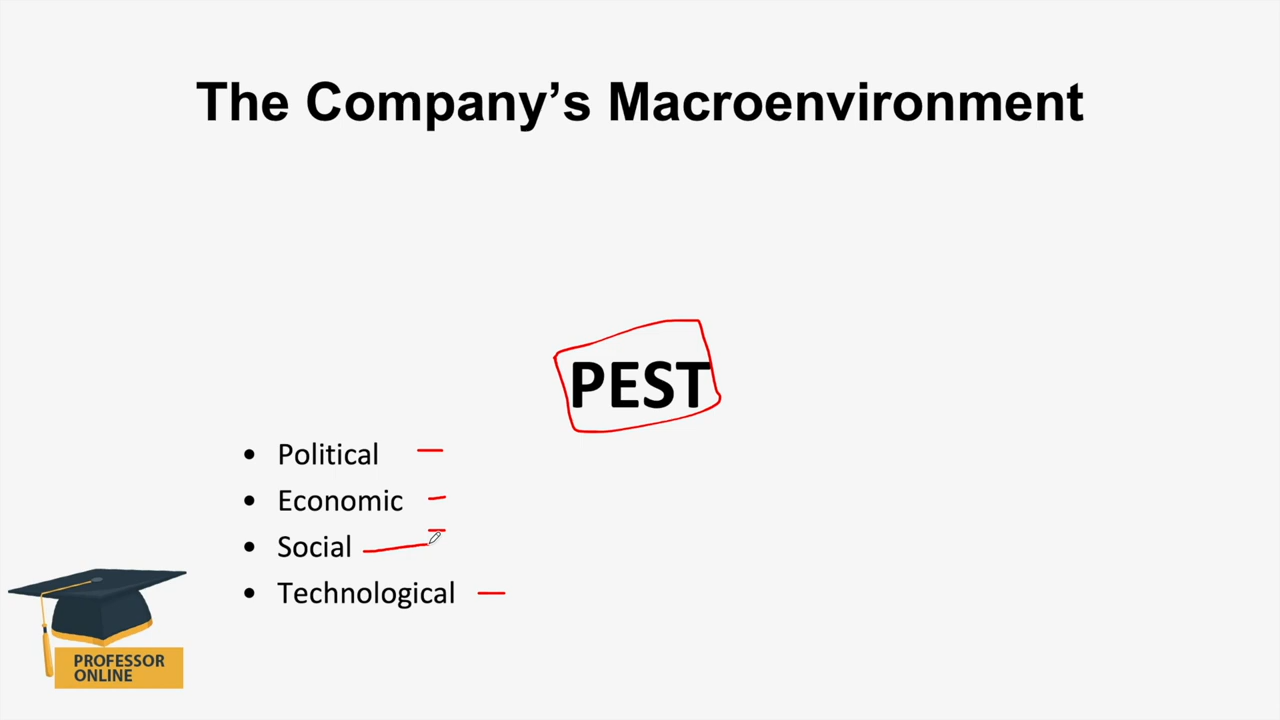 The Company’s Macroenvironment
PEST
• Political
• Economic
• Social
• Technological
PROFESSOR
ONLINE